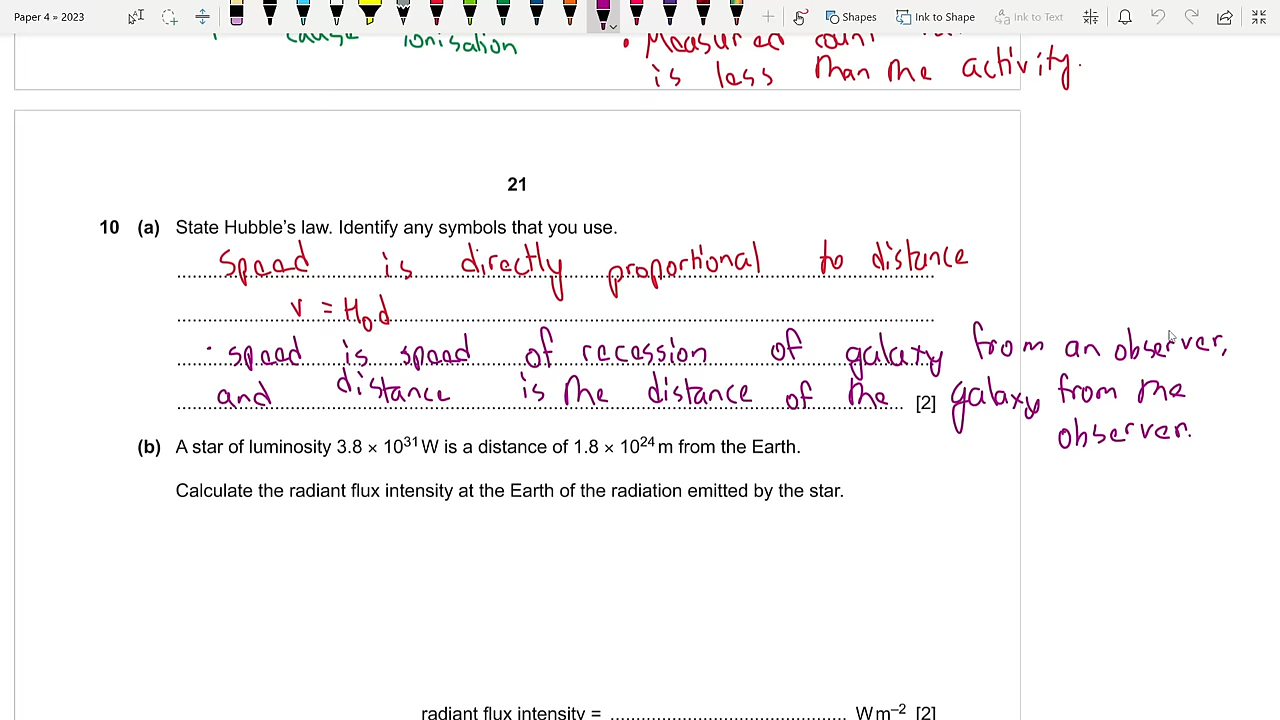 Paper 4 » 2023
Shapes
Ink to Shape
Ink to Text
cause ionisation
• Measured count
is less than the activity.
21
10 (a) State Hubble's law. Identify any symbols that you use.
Speed is directly proportional to distance
v = H₀d
· speed is speed of recession of galaxy from an observer,
and distance is the distance of the [2] galaxy from the
observer.
(b) A star of luminosity 3.8 × 10³¹ W is a distance of 1.8 × 10²⁴ m from the Earth.
Calculate the radiant flux intensity at the Earth of the radiation emitted by the star.
radiant flux intensity = ........................................ W m⁻² [2]